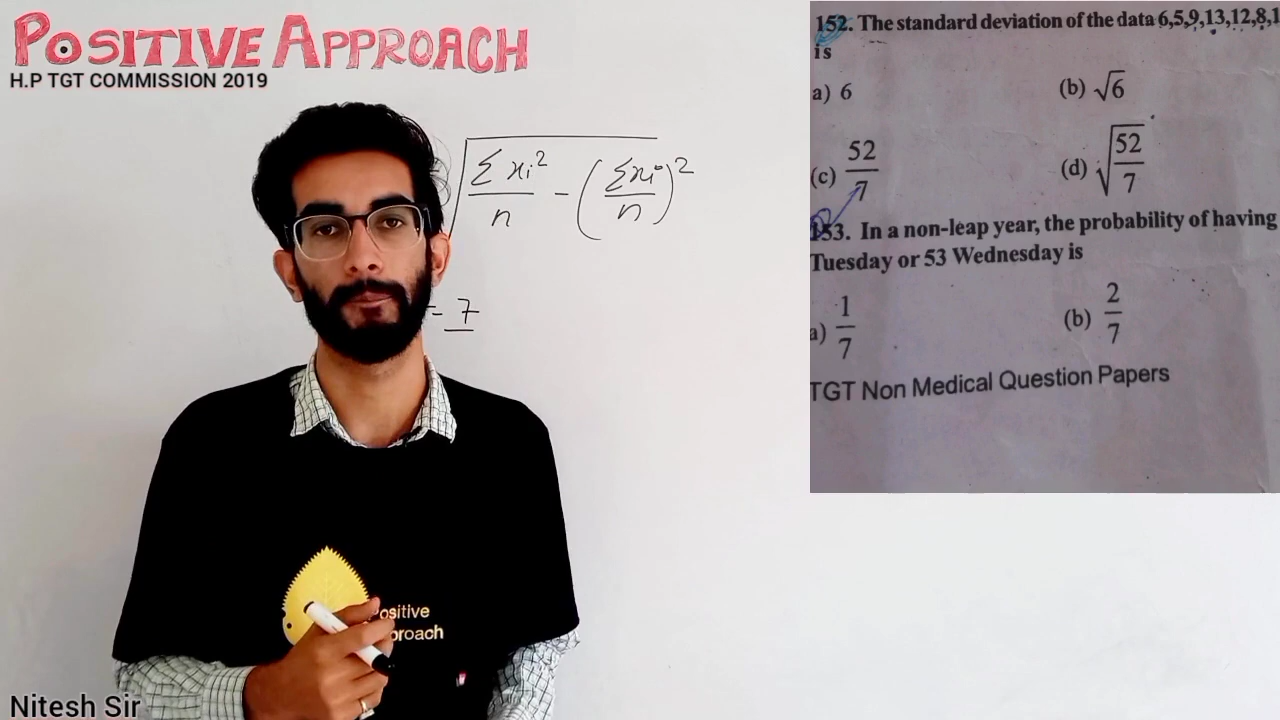 POSITIVE APPROACH
H.P TGT COMMISSION 2019
√ Σxi² / n − (Σxi / n)²
= 7
Positive
proach
Nitesh Sir
152. The standard deviation of the data 6,5,9,13,12,8,1
is
a) 6 (b) √6
(c) 52/7 (d) √52/7
153. In a non-leap year, the probability of having
Tuesday or 53 Wednesday is
a) 1/7 (b) 2/7
TGT Non Medical Question Papers